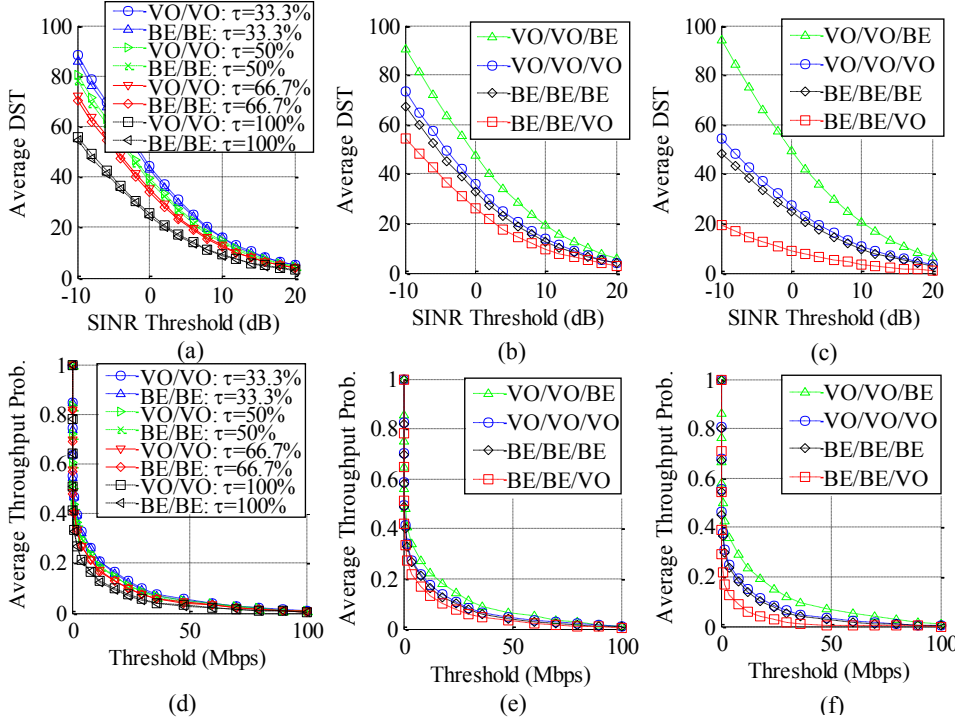 Average DST
100
80
60
40
20
0
-10
0
10
20
SINR Threshold (dB)
(a)
VO/VO: τ=33.3%
BE/BE: τ=33.3%
VO/VO: τ=50%
BE/BE: τ=50%
VO/VO: τ=66.7%
BE/BE: τ=66.7%
VO/VO: τ=100%
BE/BE: τ=100%
Average DST
100
80
60
40
20
0
-10
0
10
20
SINR Threshold (dB)
(b)
VO/VO/BE
VO/VO/VO
BE/BE/BE
BE/BE/VO
Average DST
100
80
60
40
20
0
-10
0
10
20
SINR Threshold (dB)
(c)
VO/VO/BE
VO/VO/VO
BE/BE/BE
BE/BE/VO
Average Throughput Prob.
1
0.8
0.6
0.4
0.2
0
0
50
100
Threshold (Mbps)
(d)
VO/VO: τ=33.3%
BE/BE: τ=33.3%
VO/VO: τ=50%
BE/BE: τ=50%
VO/VO: τ=66.7%
BE/BE: τ=66.7%
VO/VO: τ=100%
BE/BE: τ=100%
Average Throughput Prob.
1
0.8
0.6
0.4
0.2
0
0
50
100
Threshold (Mbps)
(e)
VO/VO/BE
VO/VO/VO
BE/BE/BE
BE/BE/VO
Average Throughput Prob.
1
0.8
0.6
0.4
0.2
0
0
50
100
Threshold (Mbps)
(f)
VO/VO/BE
VO/VO/VO
BE/BE/BE
BE/BE/VO